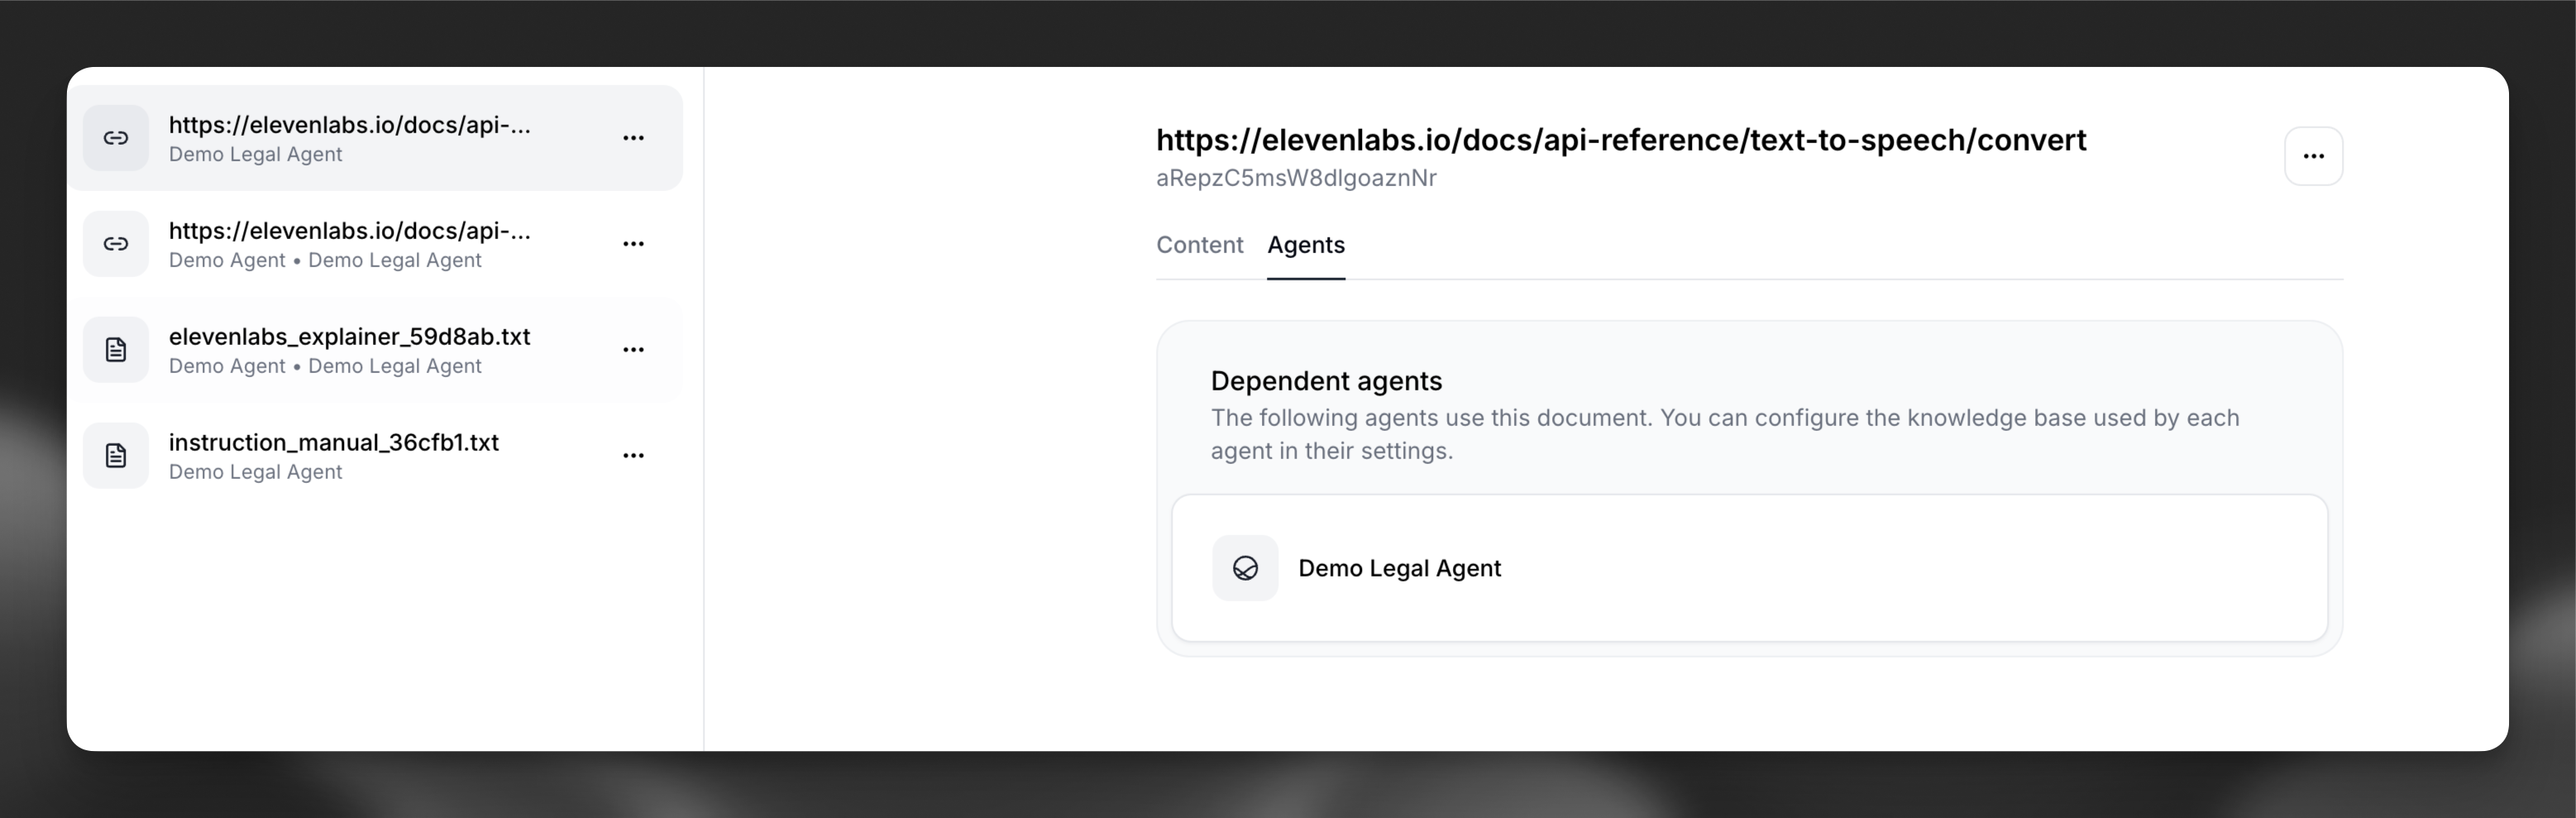 https://elevenlabs.io/docs/api-...
Demo Legal Agent
https://elevenlabs.io/docs/api-...
Demo Agent • Demo Legal Agent
elevenlabs_explainer_59d8ab.txt
Demo Agent • Demo Legal Agent
instruction_manual_36cfb1.txt
Demo Legal Agent
https://elevenlabs.io/docs/api-reference/text-to-speech/convert
aRepzC5msW8dlgoaznNr
Content Agents
Dependent agents
The following agents use this document. You can configure the knowledge base used by each
agent in their settings.
Demo Legal Agent